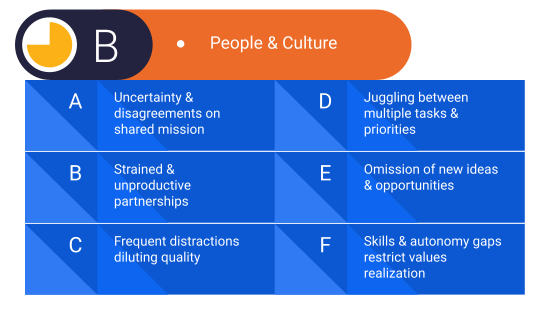 B
• People & Culture
A
Uncertainty &
disagreements on
shared mission
D
Juggling between
multiple tasks &
priorities
B
Strained &
unproductive
partnerships
E
Omission of new ideas
& opportunities
C
Frequent distractions
diluting quality
F
Skills & autonomy gaps
restrict values
realization